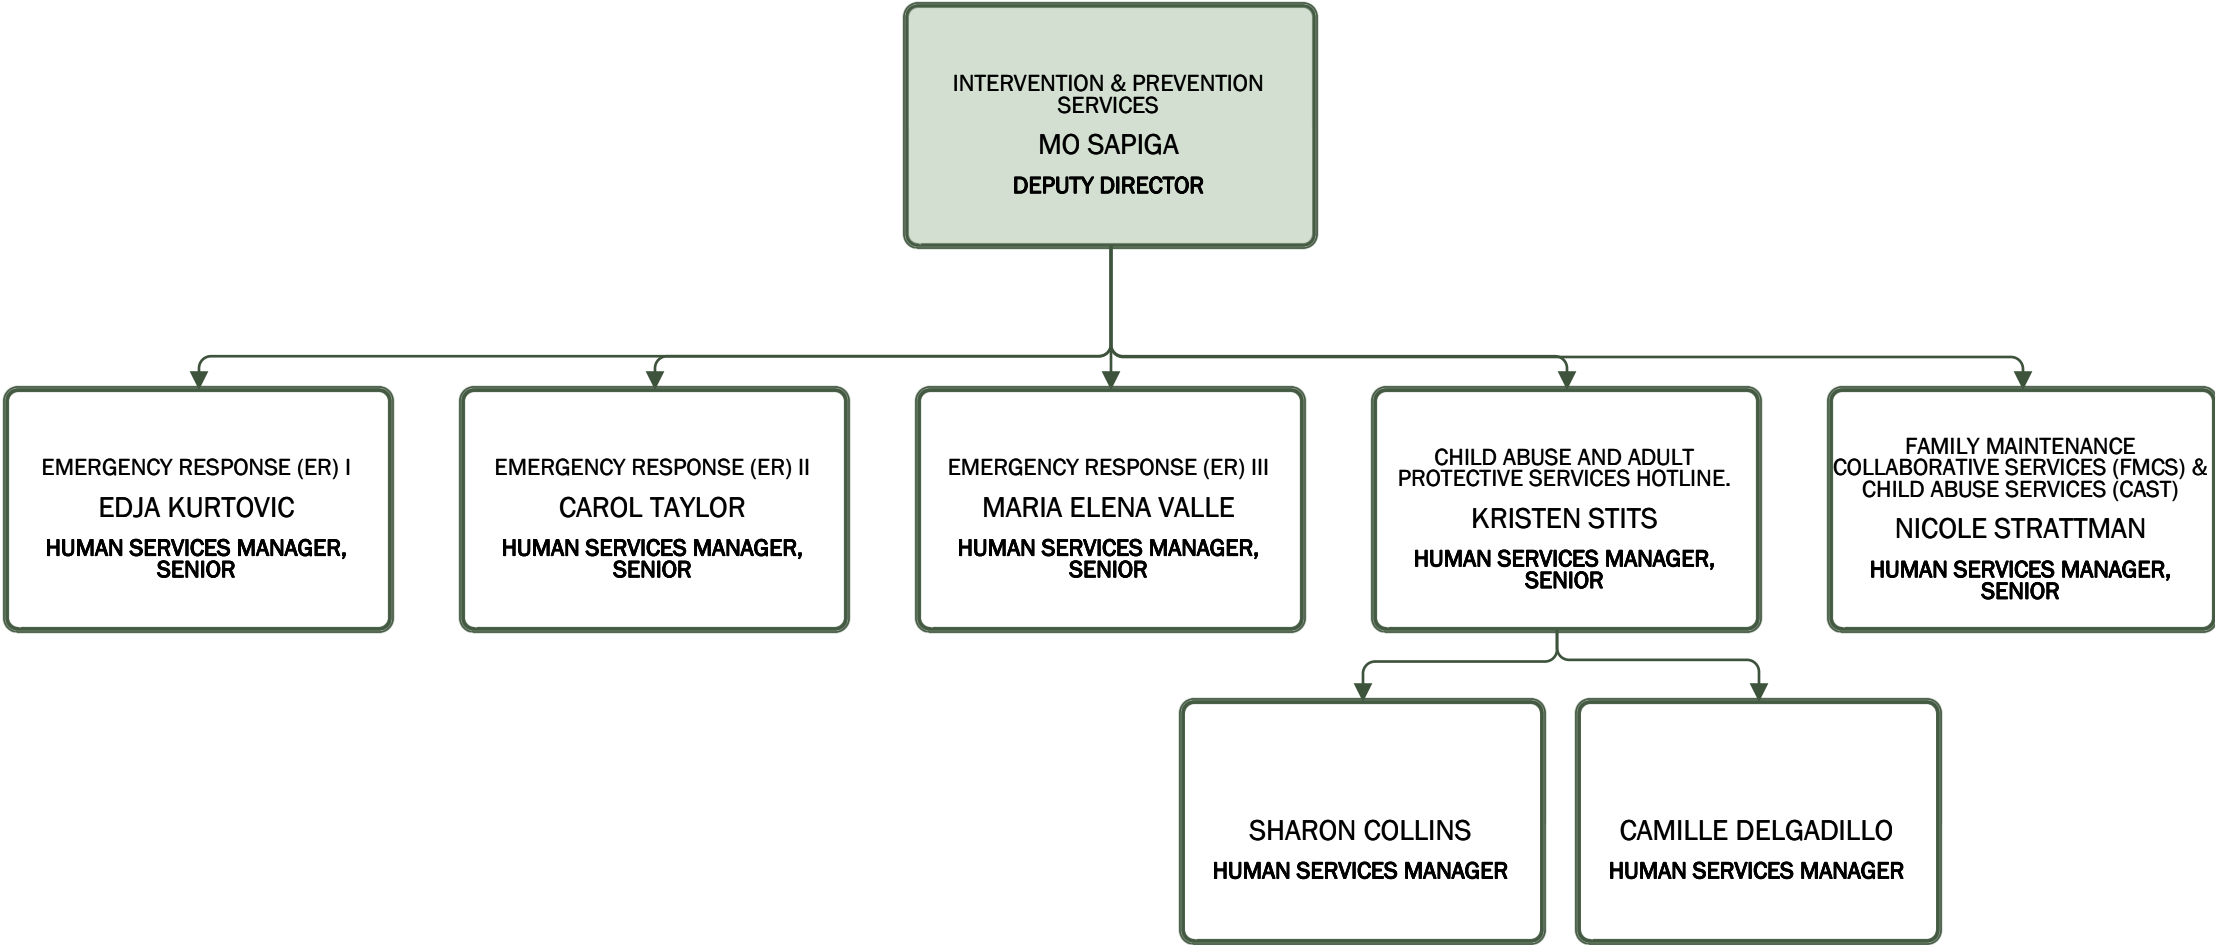 INTERVENTION & PREVENTION
SERVICES
MO SAPIGA
DEPUTY DIRECTOR
EMERGENCY RESPONSE (ER) I
EDJA KURTOVIC
HUMAN SERVICES MANAGER,
SENIOR
EMERGENCY RESPONSE (ER) II
CAROL TAYLOR
HUMAN SERVICES MANAGER,
SENIOR
EMERGENCY RESPONSE (ER) III
MARIA ELENA VALLE
HUMAN SERVICES MANAGER,
SENIOR
CHILD ABUSE AND ADULT
PROTECTIVE SERVICES HOTLINE.
KRISTEN STITS
HUMAN SERVICES MANAGER,
SENIOR
FAMILY MAINTENANCE
COLLABORATIVE SERVICES (FMCS) &
CHILD ABUSE SERVICES (CAST)
NICOLE STRATTMAN
HUMAN SERVICES MANAGER,
SENIOR
SHARON COLLINS
HUMAN SERVICES MANAGER
CAMILLE DELGADILLO
HUMAN SERVICES MANAGER